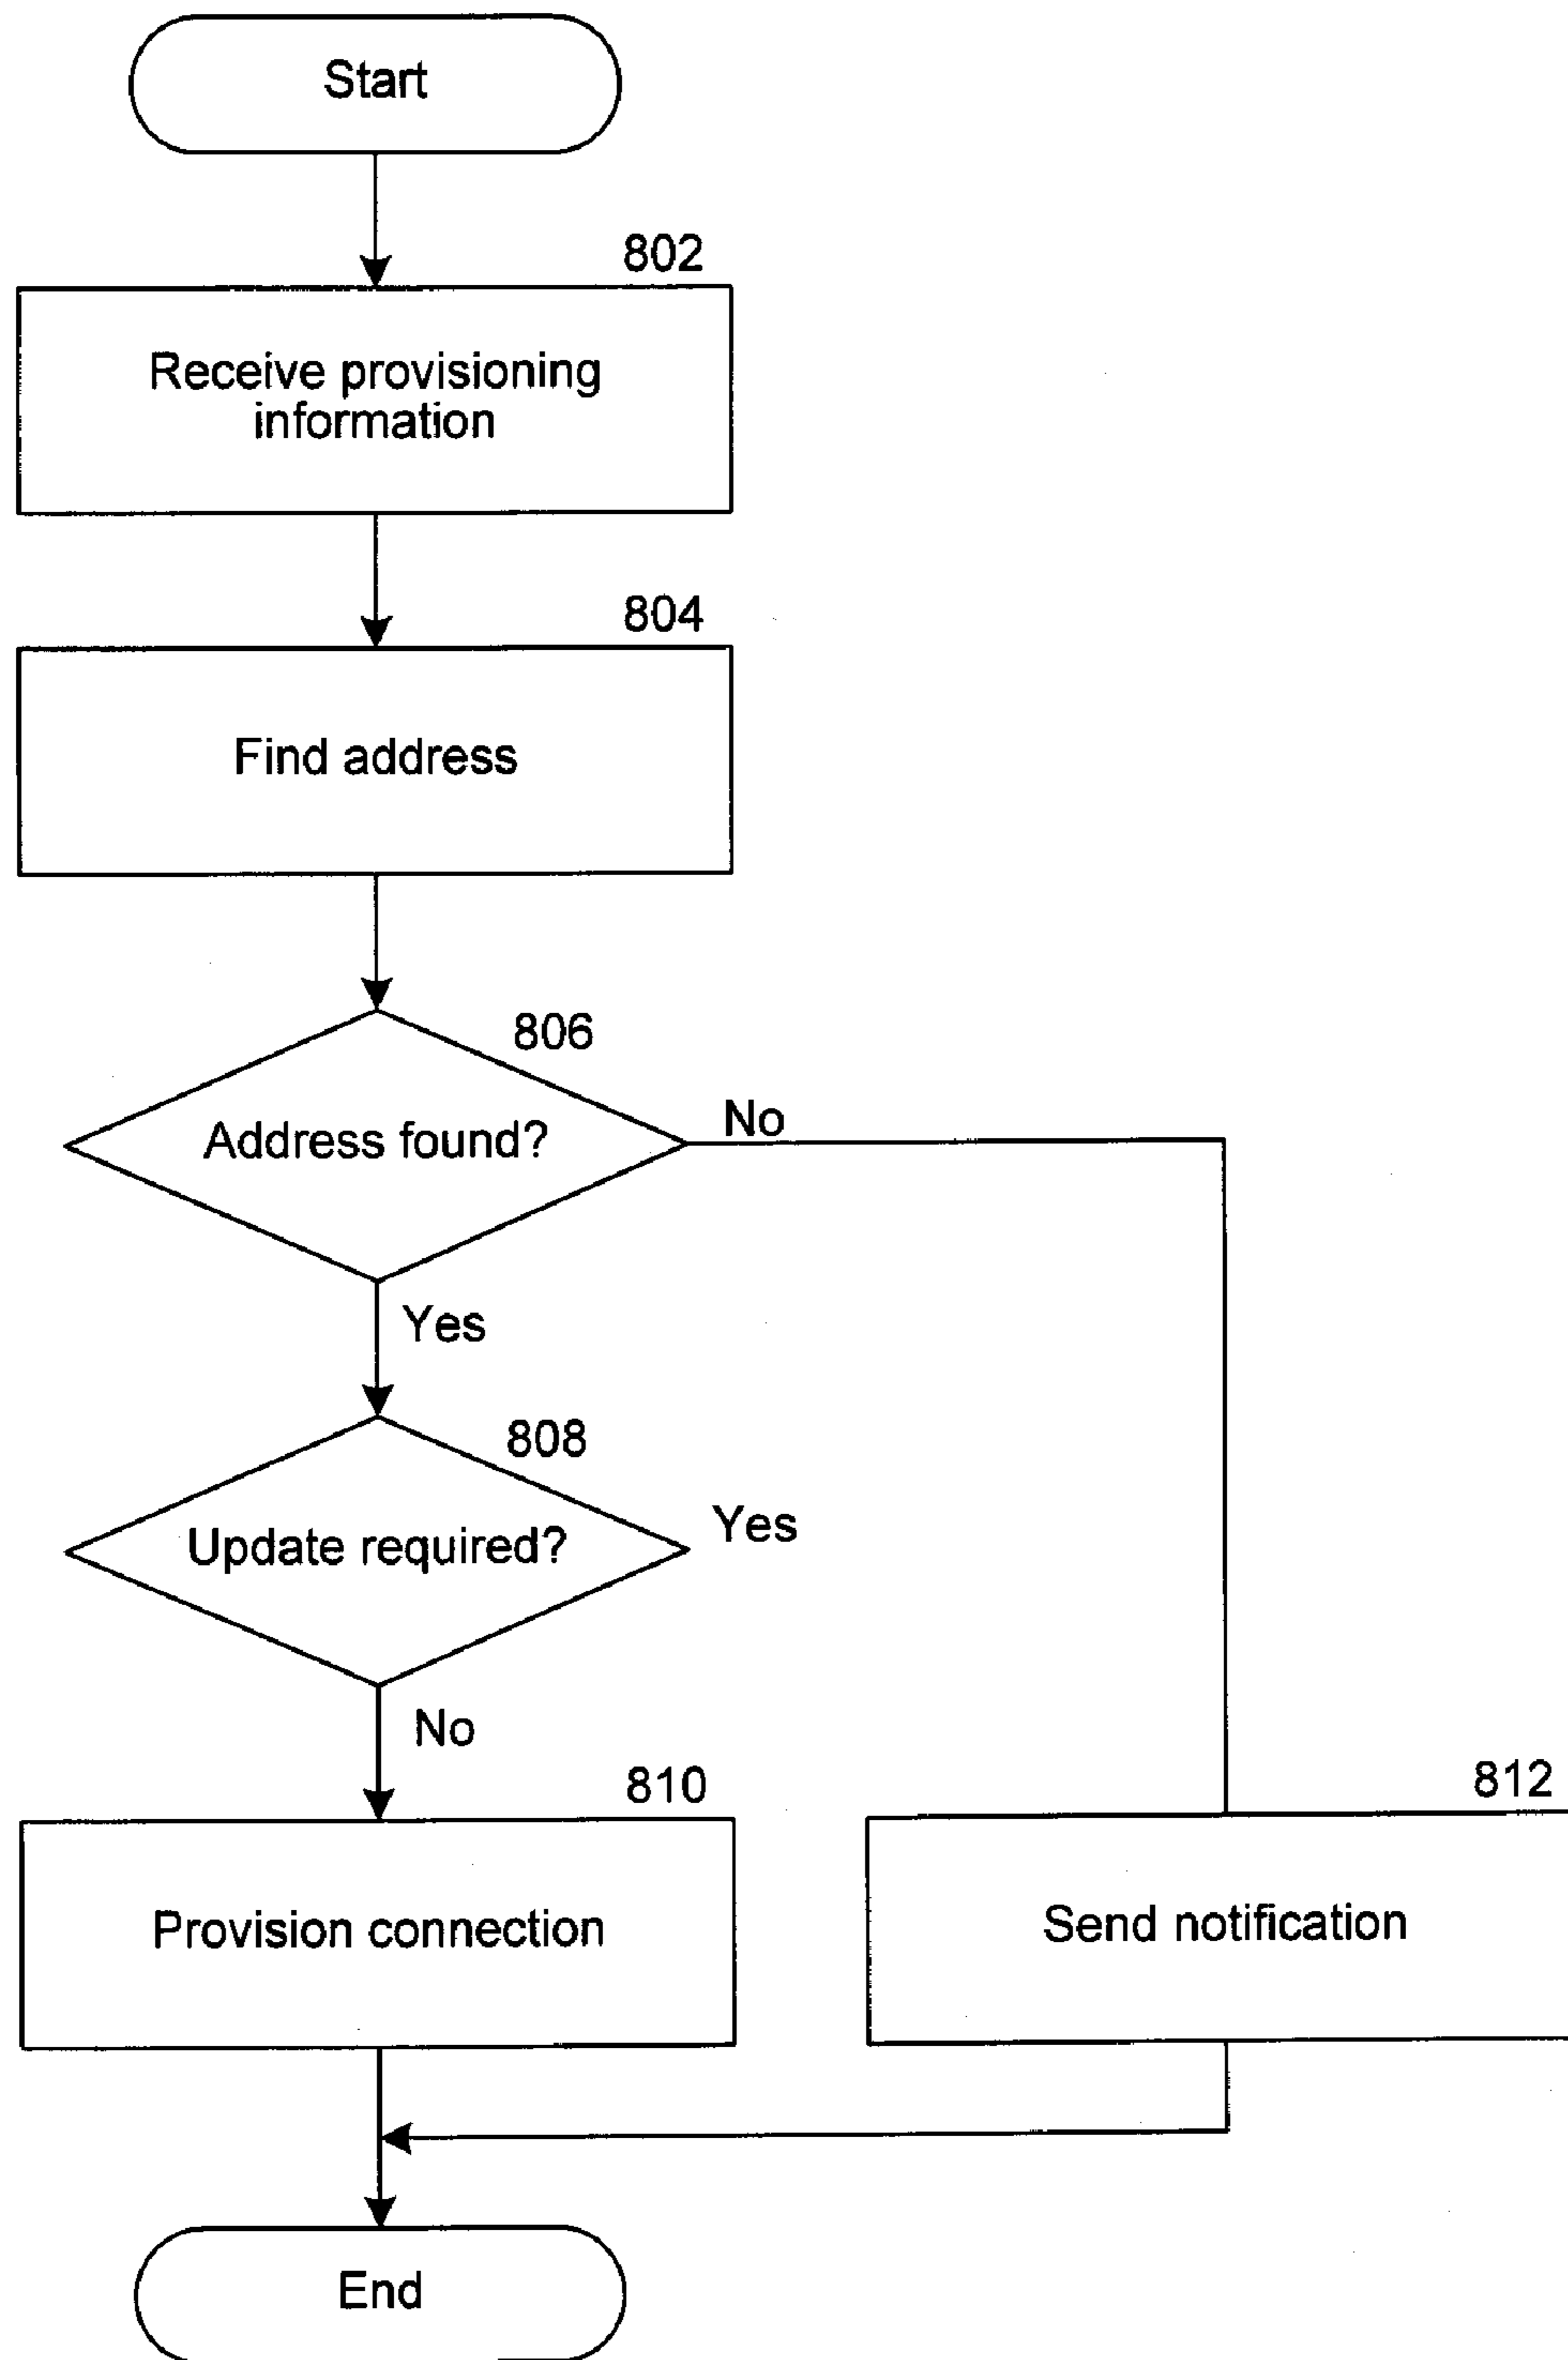 Start
802
Receive provisioning
information
804
Find address
806
Address found?
No
Yes
808
Update required?
Yes
No
810
Provision connection
812
Send notification
End